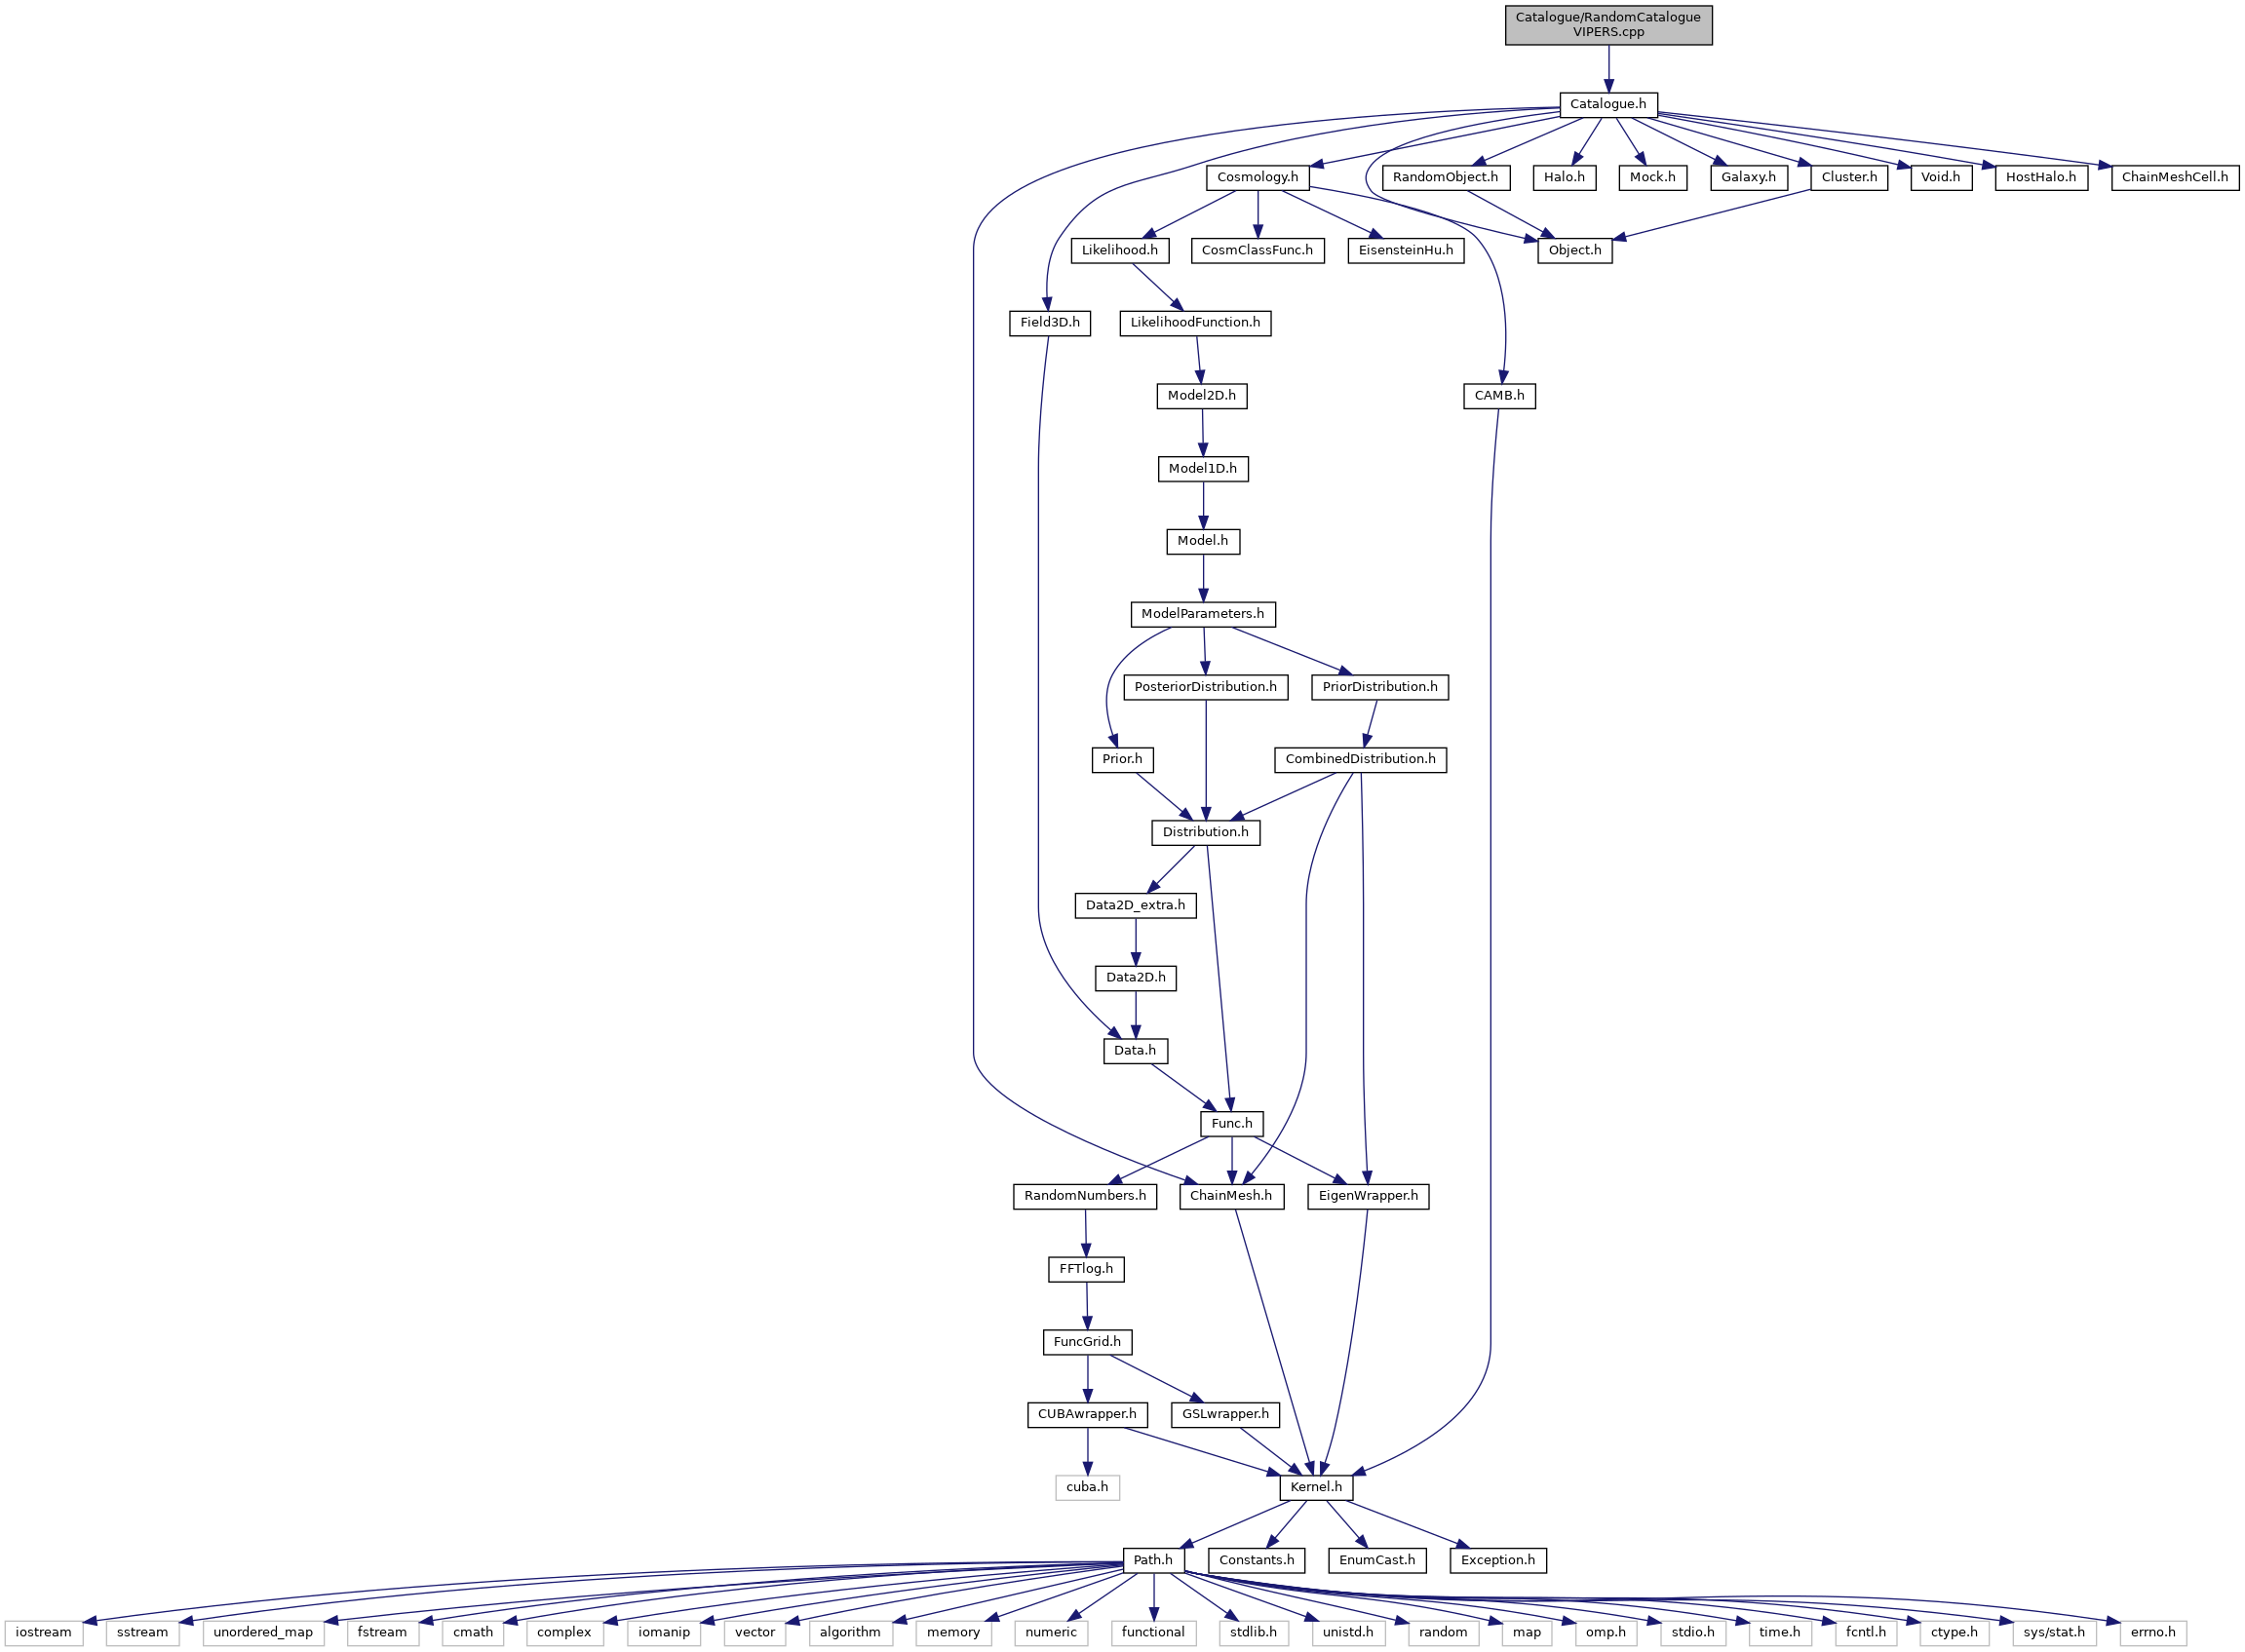 Catalogue/RandomCatalogue
VIPERS.cpp
Catalogue.h
Cosmology.h
RandomObject.h
Halo.h
Mock.h
Galaxy.h
Cluster.h
Void.h
HostHalo.h
ChainMeshCell.h
Likelihood.h
CosmClassFunc.h
EisensteinHu.h
Object.h
Field3D.h
LikelihoodFunction.h
Model2D.h
CAMB.h
Model1D.h
Model.h
ModelParameters.h
PosteriorDistribution.h
PriorDistribution.h
Prior.h
CombinedDistribution.h
Distribution.h
Data2D_extra.h
Data2D.h
Data.h
Func.h
RandomNumbers.h
ChainMesh.h
EigenWrapper.h
FFTlog.h
FuncGrid.h
CUBAwrapper.h
GSLwrapper.h
cuba.h
Kernel.h
Path.h
Constants.h
EnumCast.h
Exception.h
iostream
sstream
unordered_map
fstream
cmath
complex
iomanip
vector
algorithm
memory
numeric
functional
stdlib.h
unistd.h
random
map
omp.h
stdio.h
time.h
fcntl.h
ctype.h
sys/stat.h
errno.h